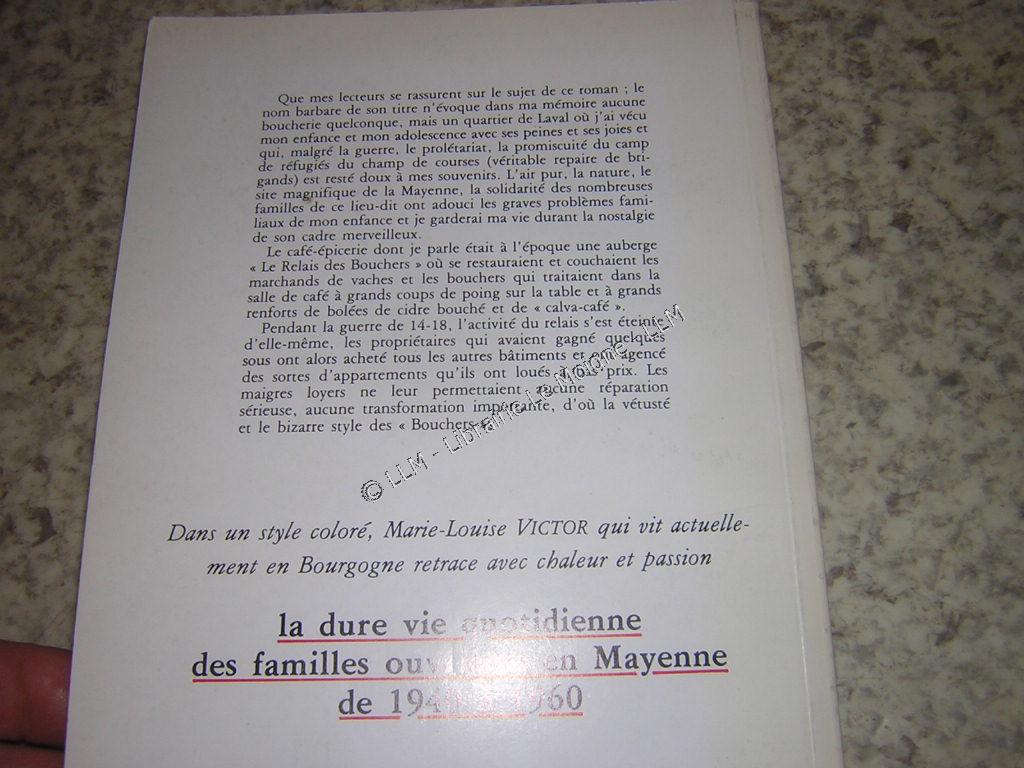 Que mes lecteurs se rassurent sur le sujet de ce roman ; le
nom barbare de son titre n'évoque dans ma mémoire aucune
boucherie quelconque, mais un quartier de Laval où j'ai vécu
mon enfance et mon adolescence avec ses peines et ses joies et
qui, malgré la guerre, le prolétariat, la promiscuité du camp
de réfugiés du champ de courses (véritable repaire de bri-
gands) est resté doux à mes souvenirs. L'air pur, la nature, le
site magnifique de la Mayenne, la solidarité des nombreuses
familles de ce lieu-dit ont adouci les graves problèmes fami-
liaux de mon enfance et je garderai ma vie durant la nostalgie
de son cadre merveilleux.
Le café-épicerie dont je parle était à l'époque une auberge
« Le Relais des Bouchers » où se restauraient et couchaient les
marchands de vaches et les bouchers qui traitaient dans la
salle de café à grands coups de poing sur la table et à grands
renforts de bolées de cidre bouché et de « calva-café ».
Pendant la guerre de 14-18, l'activité du relais s'est éteinte
d'elle-même, les propriétaires qui avaient gagné quelques
sous ont alors acheté tous les autres bâtiments et ont agencé
des sortes d'appartements qu'ils ont loués à bas prix. Les
maigres loyers ne leur permettaient aucune réparation
sérieuse, aucune transformation importante, d'où la vétusté
et le bizarre style des « Bouchers ».
© LLM - Librairie Le Moione - LLM
Dans un style coloré, Marie-Louise VICTOR qui vit actuelle-
ment en Bourgogne retrace avec chaleur et passion
la dure vie quotidienne
des familles ouvrières en Mayenne
de 1940 à 1960